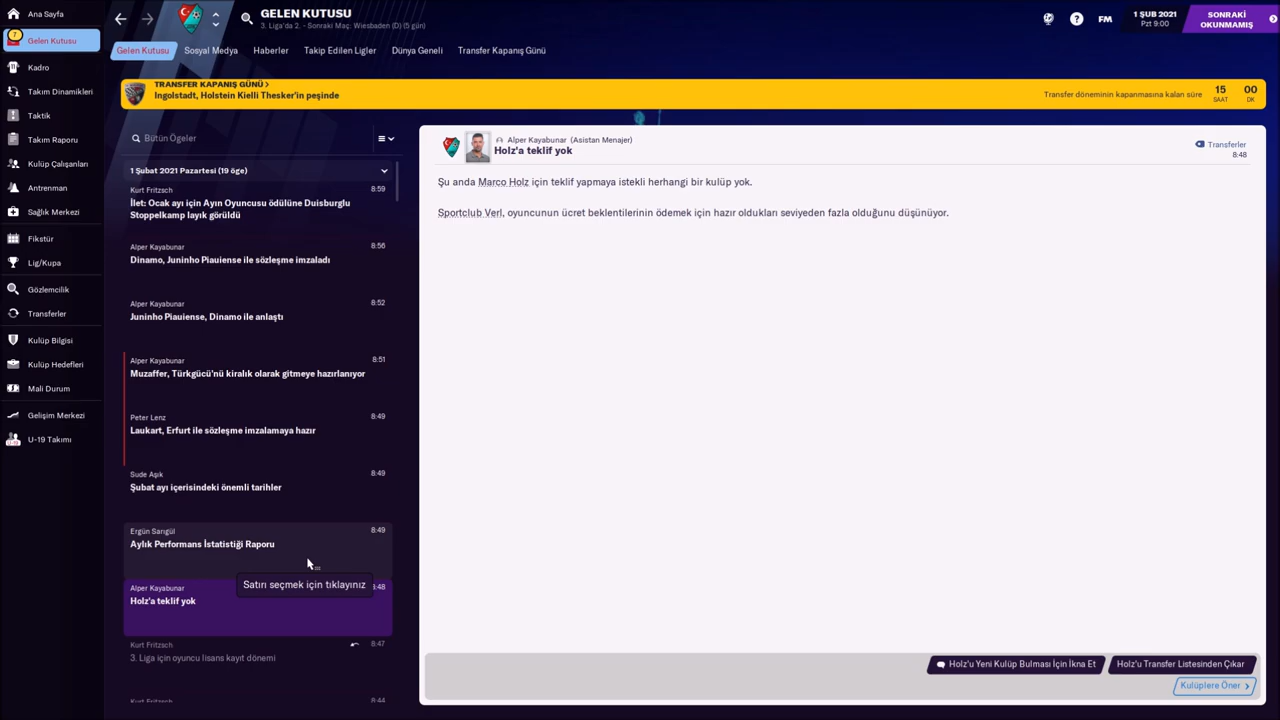 Ana Sayfa
7
Gelen Kutusu
Kadro
Takım Dinamikleri
Taktik
Takım Raporu
Kulüp Çalışanları
Antrenman
Sağlık Merkezi
Fikstür
Lig/Kupa
Gözlemcilik
Transferler
Kulüp Bilgisi
Kulüp Hedefleri
Mali Durum
Gelişim Merkezi
U-19 Takımı
GELEN KUTUSU
3. Liga'da 2. - Sonraki Maç: Wiesbaden (D) (5 gün)
FM
1 ŞUB 2021
Pzt 9:00
SONRAKİ
OKUNMAMIŞ
Gelen Kutusu
Sosyal Medya
Haberler
Takip Edilen Ligler
Dünya Geneli
Transfer Kapanış Günü
TRANSFER KAPANIŞ GÜNÜ >
Ingolstadt, Holstein Kielli Thesker'in peşinde
Transfer döneminin kapanmasına kalan süre
15
SAAT
00
DK
Bütün Ögeler
1 Şubat 2021 Pazartesi (19 öge)
Kurt Fritzsch 8:59
İlet: Ocak ayı için Ayın Oyuncusu ödülüne Duisburglu
Stoppelkamp layık görüldü
Alper Kayabunar 8:56
Dinamo, Juninho Piauiense ile sözleşme imzaladı
Alper Kayabunar 8:52
Juninho Piauiense, Dinamo ile anlaştı
Alper Kayabunar 8:51
Muzaffer, Türkgücü'nü kiralık olarak gitmeye hazırlanıyor
Peter Lenz 8:49
Laukart, Erfurt ile sözleşme imzalamaya hazır
Sude Aşık 8:49
Şubat ayı içerisindeki önemli tarihler
Ergün Sarıgül 8:49
Aylık Performans İstatistiği Raporu
Satırı seçmek için tıklayınız
Alper Kayabunar 8:48
Holz'a teklif yok
Kurt Fritzsch 8:47
3. Liga için oyuncu lisans kayıt dönemi
Kurt Fritzsch 8:44
Alper Kayabunar (Asistan Menajer)
Holz'a teklif yok
Transferler
8:48
Şu anda Marco Holz için teklif yapmaya istekli herhangi bir kulüp yok.
Sportclub Verl, oyuncunun ücret beklentilerinin ödemek için hazır oldukları seviyeden fazla olduğunu düşünüyor.
Holz'u Yeni Kulüp Bulması İçin İkna Et
Holz'u Transfer Listesinden Çıkar
Kulüplere Öner